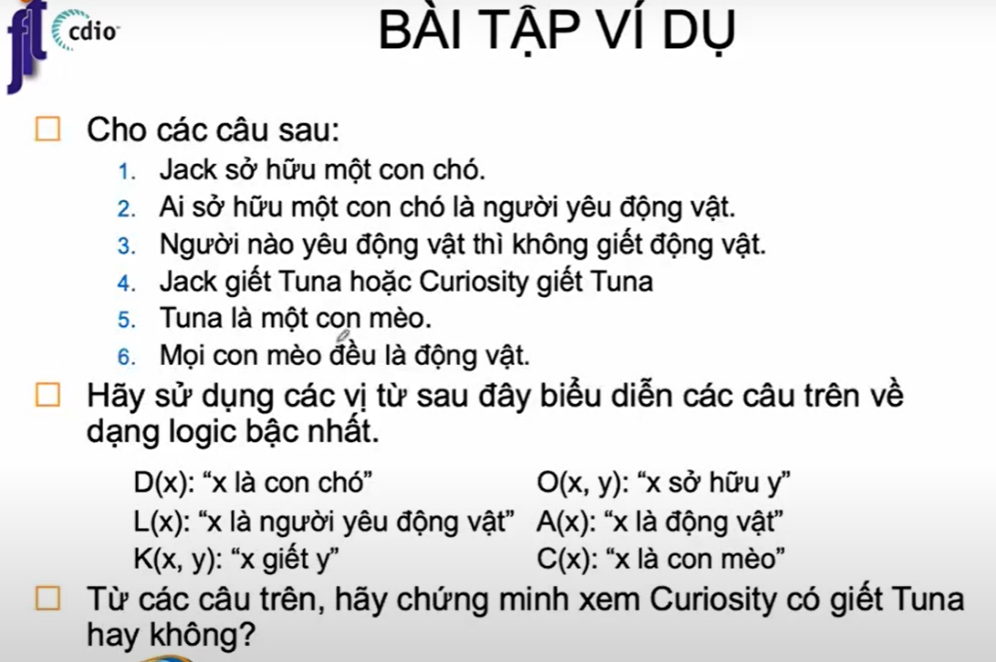 fit cdio
BÀI TẬP VÍ DỤ
Cho các câu sau:
1. Jack sở hữu một con chó.
2. Ai sở hữu một con chó là người yêu động vật.
3. Người nào yêu động vật thì không giết động vật.
4. Jack giết Tuna hoặc Curiosity giết Tuna
5. Tuna là một con mèo.
6. Mọi con mèo đều là động vật.
Hãy sử dụng các vị từ sau đây biểu diễn các câu trên về
dạng logic bậc nhất.
D(x): “x là con chó” O(x, y): “x sở hữu y”
L(x): “x là người yêu động vật” A(x): “x là động vật”
K(x, y): “x giết y” C(x): “x là con mèo”
Từ các câu trên, hãy chứng minh xem Curiosity có giết Tuna
hay không?